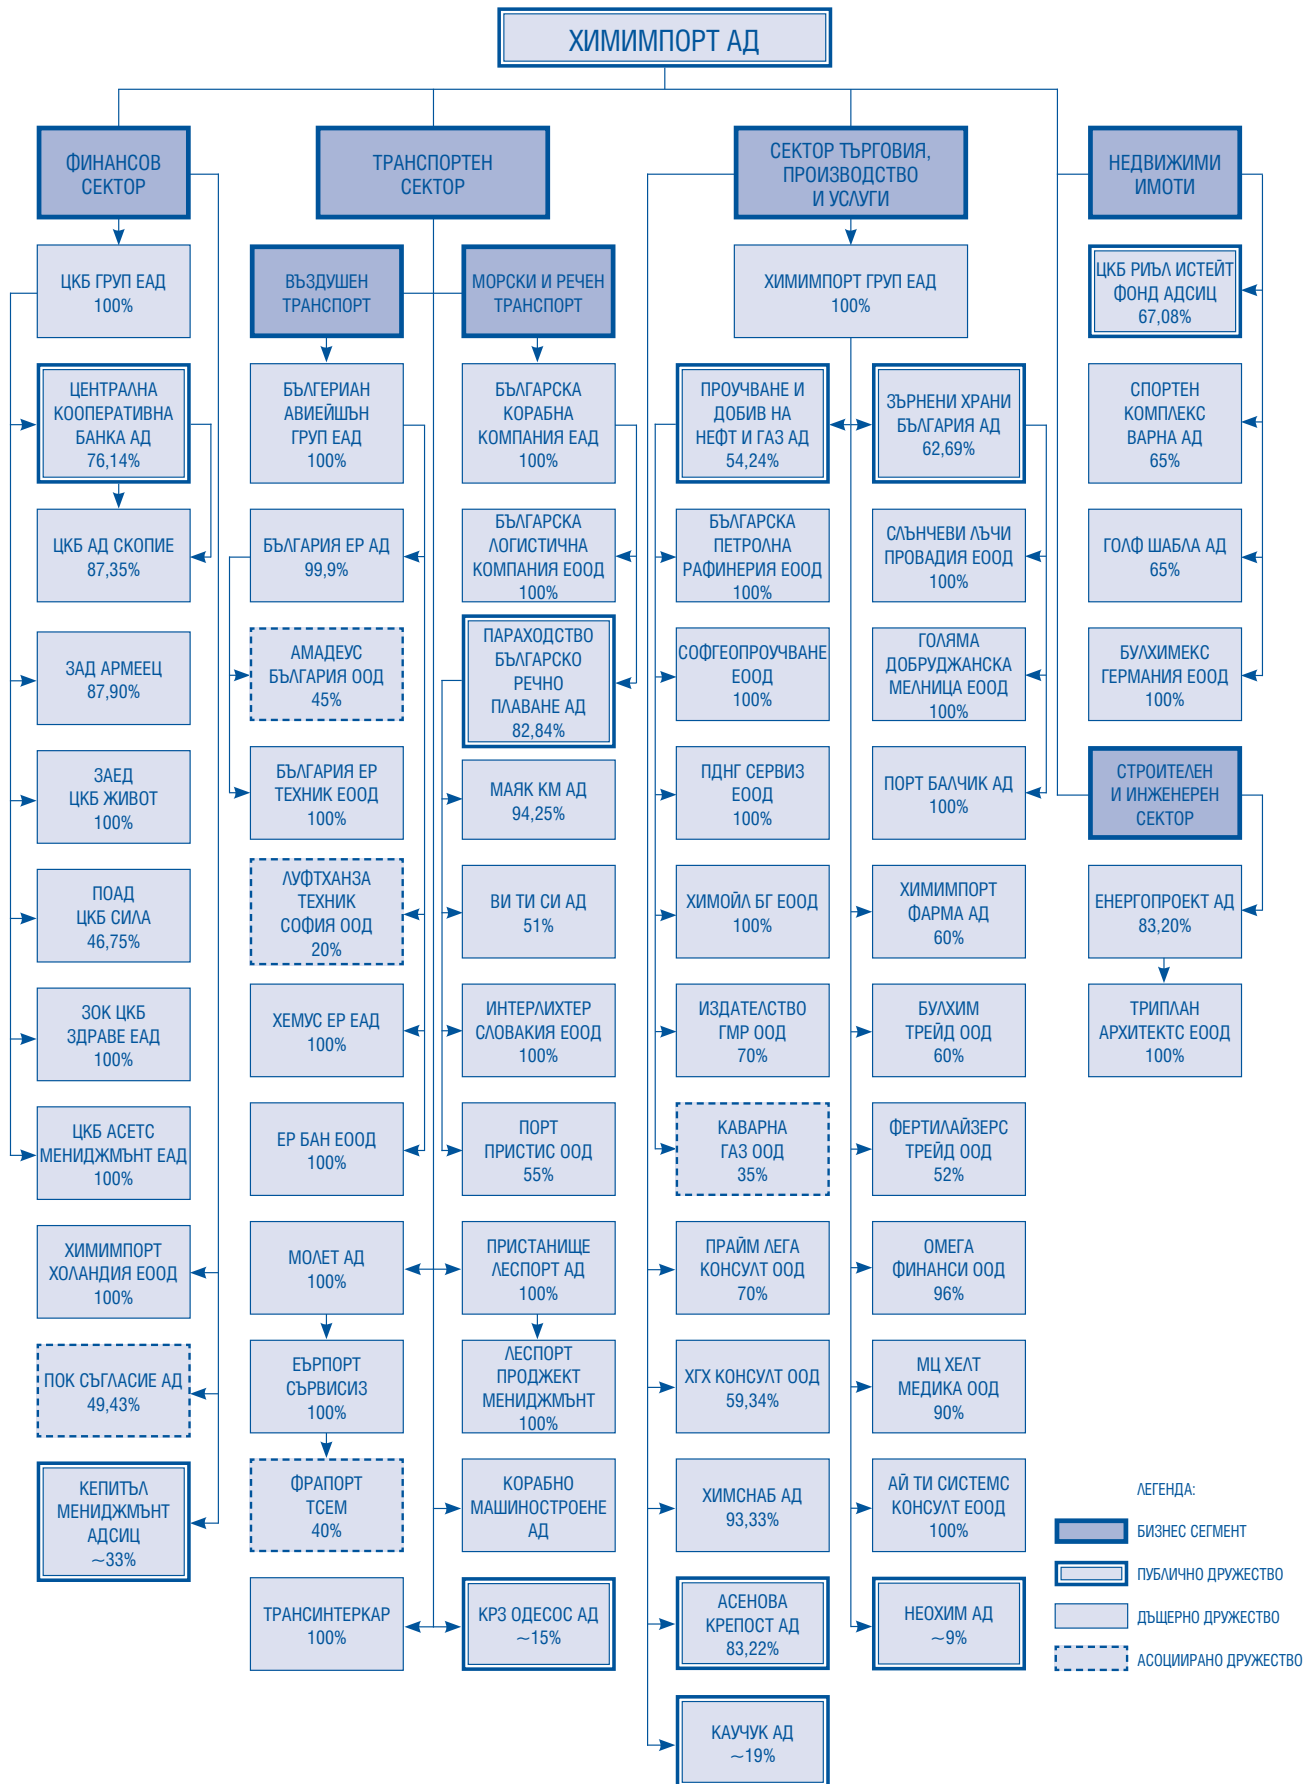 ХИМИМПОРТ АД
ФИНАНСОВ
СЕКТОР
ТРАНСПОРТЕН
СЕКТОР
СЕКТОР ТЪРГОВИЯ,
ПРОИЗВОДСТВО
И УСЛУГИ
НЕДВИЖИМИ
ИМОТИ
ЦКБ ГРУП ЕАД
100%
ВЪЗДУШЕН
ТРАНСПОРТ
МОРСКИ И РЕЧЕН
ТРАНСПОРТ
ХИМИМПОРТ ГРУП ЕАД
100%
ЦКБ РИЪЛ ИСТЕЙТ
ФОНД АДСИЦ
67,08%
ЦЕНТРАЛНА
КООПЕРАТИВНА
БАНКА АД
76,14%
БЪЛГЕРИАН
АВИЕЙШЪН
ГРУП ЕАД
100%
БЪЛГАРСКА
КОРАБНА
КОМПАНИЯ ЕАД
100%
ПРОУЧВАНЕ И
ДОБИВ НА
НЕФТ И ГАЗ АД
54,24%
ЗЪРНЕНИ ХРАНИ
БЪЛГАРИЯ АД
62,69%
СПОРТЕН
КОМПЛЕКС
ВАРНА АД
65%
ЦКБ АД СКОПИЕ
87,35%
БЪЛГАРИЯ ЕР АД
99,9%
БЪЛГАРСКА
ЛОГИСТИЧНА
КОМПАНИЯ ЕООД
100%
БЪЛГАРСКА
ПЕТРОЛНА
РАФИНЕРИЯ ЕООД
100%
СЛЪНЧЕВИ ЛЪЧИ
ПРОВАДИЯ ЕООД
100%
ГОЛФ ШАБЛА АД
65%
ЗАД АРМЕЕЦ
87,90%
АМАДЕУС
БЪЛГАРИЯ ООД
45%
ПАРАХОДСТВО
БЪЛГАРСКО
РЕЧНО
ПЛАВАНЕ АД
82,84%
СОФГЕОПРОУЧВАНЕ
ЕООД
100%
ГОЛЯМА
ДОБРУДЖАНСКА
МЕЛНИЦА ЕООД
100%
БУЛХИМЕКС
ГЕРМАНИЯ ЕООД
100%
ЗАЕД
ЦКБ ЖИВОТ
100%
БЪЛГАРИЯ ЕР
ТЕХНИК ЕООД
100%
МАЯК КМ АД
94,25%
ПДНГ СЕРВИЗ
ЕООД
100%
ПОРТ БАЛЧИК АД
100%
СТРОИТЕЛЕН
И ИНЖЕНЕРЕН
СЕКТОР
ПОАД
ЦКБ СИЛА
46,75%
ЛУФТХАНЗА
ТЕХНИК
СОФИЯ ООД
20%
ВИ ТИ СИ АД
51%
ХИМОЙЛ БГ ЕООД
100%
ХИМИМПОРТ
ФАРМА АД
60%
ЕНЕРГОПРОЕКТ АД
83,20%
ЗОК ЦКБ
ЗДРАВЕ ЕАД
100%
ХЕМУС ЕР ЕАД
100%
ИНТЕРЛИХТЕР
СЛОВАКИЯ ЕООД
100%
ИЗДАТЕЛСТВО
ГМР ООД
70%
БУЛХИМ
ТРЕЙД ООД
60%
ТРИПЛАН
АРХИТЕКТС ЕООД
100%
ЦКБ АСЕТС
МЕНИДЖМЪНТ ЕАД
100%
ЕР БАН ЕООД
100%
ПОРТ
ПРИСТИС ООД
55%
КАВАРНА
ГАЗ ООД
35%
ФЕРТИЛАЙЗЕРС
ТРЕЙД ООД
52%
ХИМИМПОРТ
ХОЛАНДИЯ ЕООД
100%
МОЛЕТ АД
100%
ПРИСТАНИЩЕ
ЛЕСПОРТ АД
100%
ПРАЙМ ЛЕГА
КОНСУЛТ ООД
70%
ОМЕГА
ФИНАНСИ ООД
96%
ПОК СЪГЛАСИЕ АД
49,43%
ЕЪРПОРТ
СЪРВИСИЗ
100%
ЛЕСПОРТ
ПРОДЖЕКТ
МЕНИДЖМЪНТ
100%
ХГХ КОНСУЛТ ООД
59,34%
МЦ ХЕЛТ
МЕДИКА ООД
90%
КЕПИТЪЛ
МЕНИДЖМЪНТ
АДСИЦ
~33%
ФРАПОРТ
ТСЕМ
40%
КОРАБНО
МАШИНОСТРОЕНЕ
АД
ХИМСНАБ АД
93,33%
АЙ ТИ СИСТЕМС
КОНСУЛТ ЕООД
100%
ТРАНСИНТЕРКАР
100%
КРЗ ОДЕСОС АД
~15%
АСЕНОВА
КРЕПОСТ АД
83,22%
НЕОХИМ АД
~9%
КАУЧУК АД
~19%
ЛЕГЕНДА:
БИЗНЕС СЕГМЕНТ
ПУБЛИЧНО ДРУЖЕСТВО
ДЪЩЕРНО ДРУЖЕСТВО
АСОЦИИРАНО ДРУЖЕСТВО